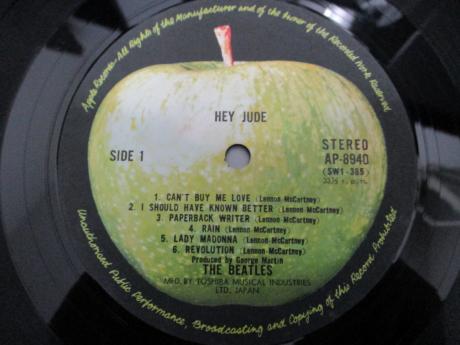 Apple Records-All Rights of the Manufacturer and of the Owner of the Recorded Work Reserved.
HEY JUDE
SIDE 1
STEREO
AP-8940
(SW1-385)
33⅓ r.p.m.
1. CAN'T BUY ME LOVE (Lennon-McCartney)
2. I SHOULD HAVE KNOWN BETTER (Lennon-McCartney)
3. PAPERBACK WRITER (Lennon-McCartney)
4. RAIN (Lennon-McCartney)
5. LADY MADONNA (Lennon-McCartney)
6. REVOLUTION (Lennon-McCartney)
Produced by George Martin
THE BEATLES
MFD. BY TOSHIBA MUSICAL INDUSTRIES
LTD. JAPAN
Unauthorised Public Performance, Broadcasting and Copying of this Record Prohibited